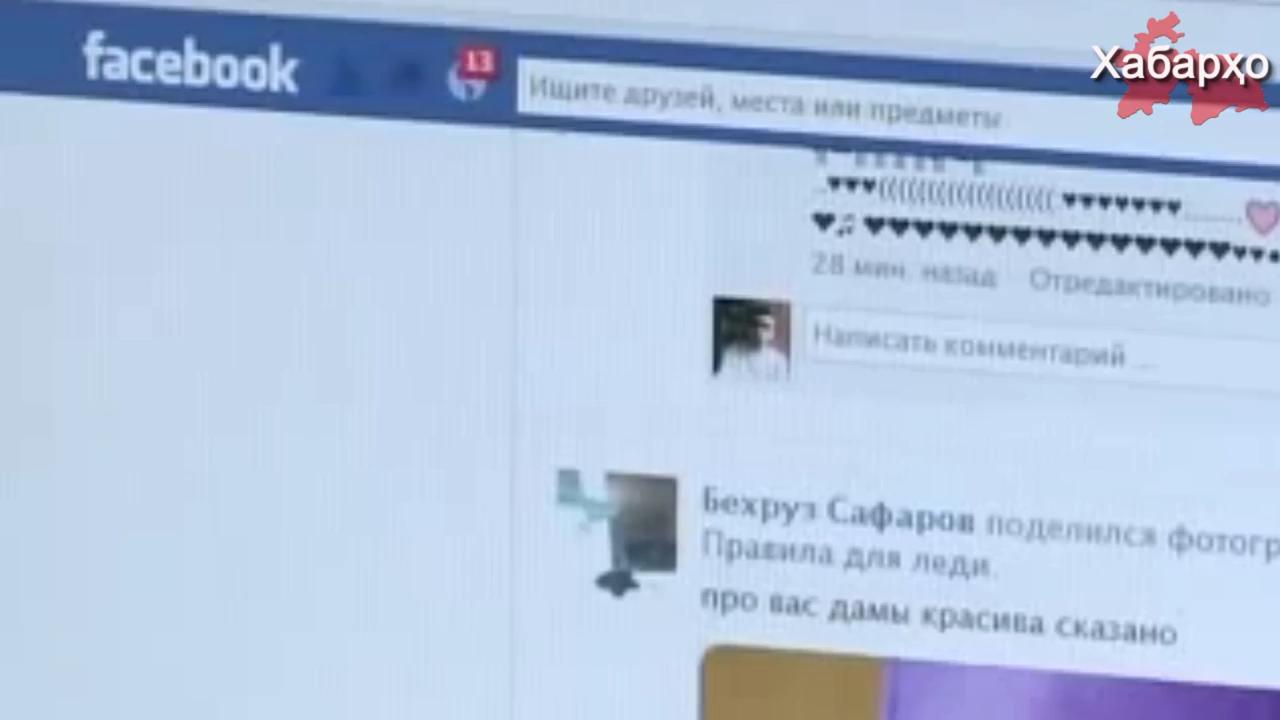 facebook
13
Ищите друзей, места или предметы
Хабарҳо
28 мин. назад Отредактировано
Написать комментарий ...
Бехруз Сафаров поделился фотогр
Правила для леди.
про вас дамы красива сказано